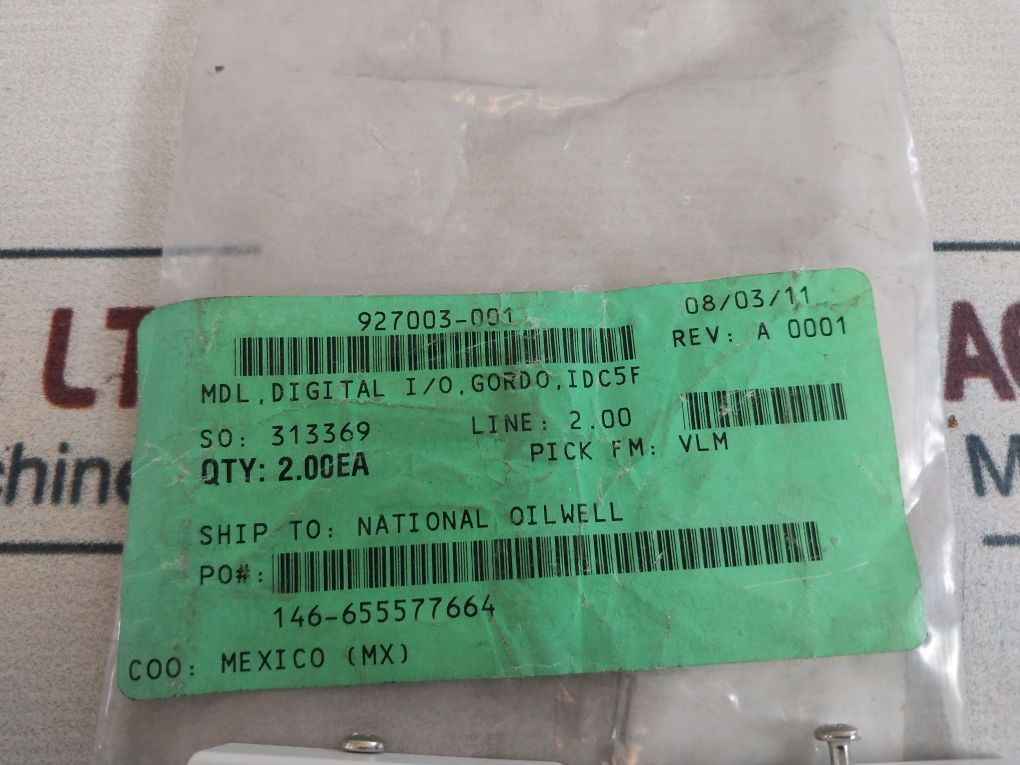 927003-001
08/03/11
REV: A 0001
MDL,DIGITAL I/O,GORDO,IDC5F
SO: 313369
LINE: 2.00
QTY: 2.00EA
PICK FM: VLM
SHIP TO: NATIONAL OILWELL
PO#:
146-655577664
COO: MEXICO (MX)